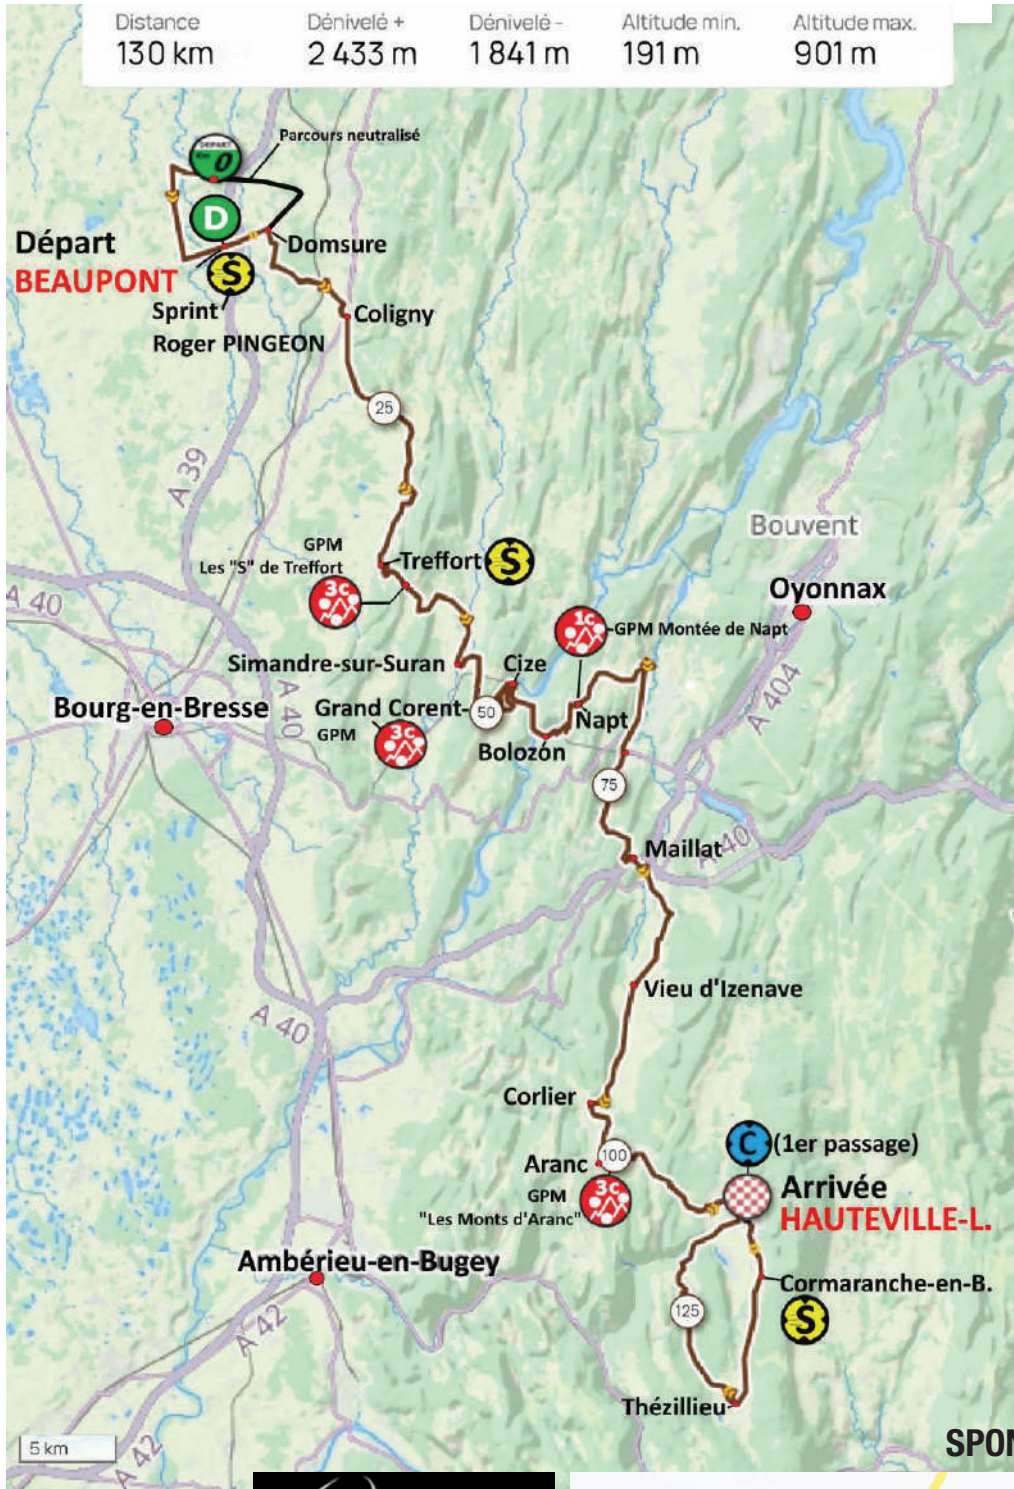 Distance Dénivelé + Dénivelé - Altitude min. Altitude max.
130 km 2 433 m 1 841 m 191 m 901 m
Parcours neutralisé
DEPART
Km 0
D
Départ
BEAUPONT
Domsure
S
Sprint
Roger PINGEON
Coligny
25
A 39
Bouvent
GPM
Les "S" de Treffort
Treffort
S
3c
A 40
Oyonnax
1c
GPM Montée de Napt
Simandre-sur-Suran
Cize
A 404
A 40
Bourg-en-Bresse
Grand Corent
GPM
50
Napt
3c
Bolozon
75
Maillat
A 40
Vieu d'Izenave
A 40
Corlier
C
(1er passage)
100
Aranc
GPM
"Les Monts d'Aranc"
3c
Arrivée
HAUTEVILLE-L.
Ambérieu-en-Bugey
Cormaranche-en-B.
S
125
A 42
Thézillieu
5 km
A 42
SPON